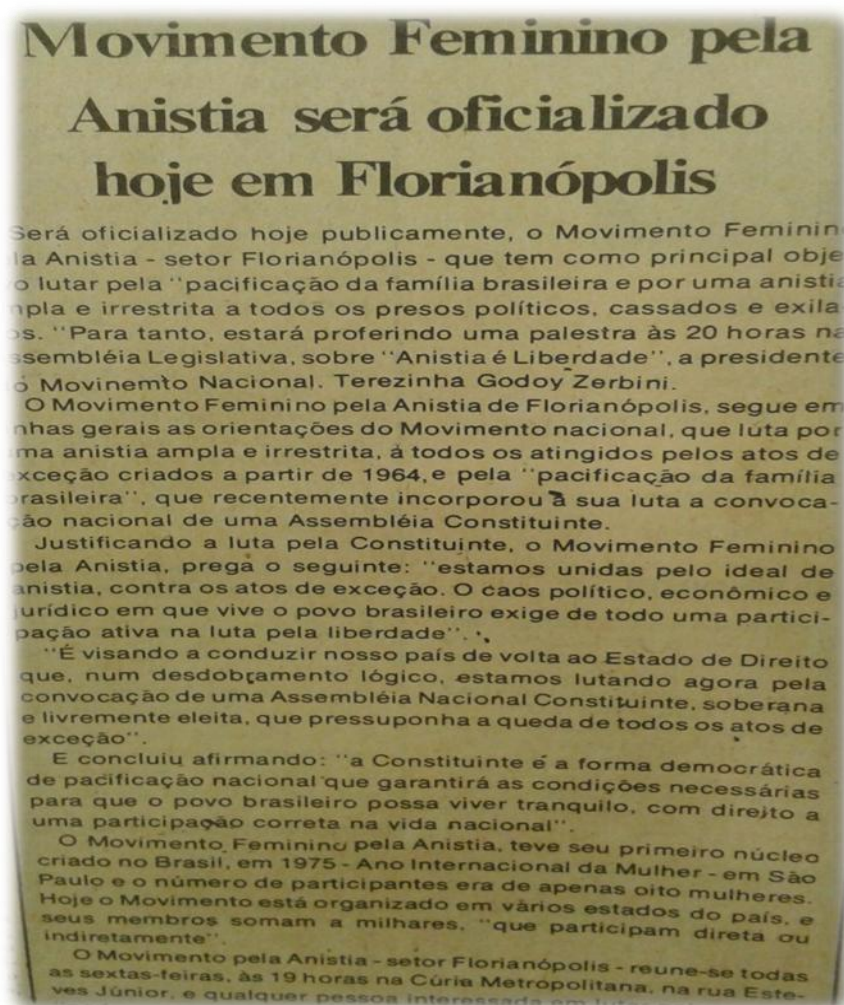 Movimento Feminino pela
Anistia será oficializado
hoje em Florianópolis
Será oficializado hoje publicamente, o Movimento Feminin
la Anistia - setor Florianópolis - que tem como principal obje
vo lutar pela "pacificação da família brasileira e por uma anistia
mpla e irrestrita a todos os presos políticos, cassados e exila-
os. "Para tanto, estará proferindo uma palestra às 20 horas na
ssembléia Legislativa, sobre "Anistia é Liberdade", a presidente
do Movinemto Nacional. Terezinha Godoy Zerbini.
O Movimento Feminino pela Anistia de Florianópolis, segue em
nhas gerais as orientações do Movimento nacional, que luta por
ma anistia ampla e irrestrita, à todos os atingidos pelos atos de
xceção criados a partir de 1964, e pela "pacificação da família
brasileira", que recentemente incorporou à sua luta a convoca-
ção nacional de uma Assembléia Constituinte.
Justificando a luta pela Constituinte, o Movimento Feminino
pela Anistia, prega o seguinte: "estamos unidas pelo ideal de
anistia, contra os atos de exceção. O caos político, econômico e
jurídico em que vive o povo brasileiro exige de todo uma partici-
pação ativa na luta pela liberdade".
"É visando a conduzir nosso país de volta ao Estado de Direito
que, num desdobramento lógico, estamos lutando agora pela
convocação de uma Assembléia Nacional Constituinte, soberana
e livremente eleita, que pressuponha a queda de todos os atos de
exceção".
E concluiu afirmando: "a Constituinte é a forma democrática
de pacificação nacional que garantirá as condições necessárias
para que o povo brasileiro possa viver tranquilo, com direito a
uma participação correta na vida nacional".
O Movimento Feminino pela Anistia, teve seu primeiro núcleo
criado no Brasil, em 1975 - Ano Internacional da Mulher - em São
Paulo e o número de participantes era de apenas oito mulheres.
Hoje o Movimento está organizado em vários estados do país, e
seus membros somam a milhares, "que participam direta ou
indiretamente".
O Movimento pela Anistia - setor Florianópolis - reune-se todas
as sextas-feiras, às 19 horas na Cúria Metropolitana, na rua Este-
ves Júnior, e qualquer pessoa interessada